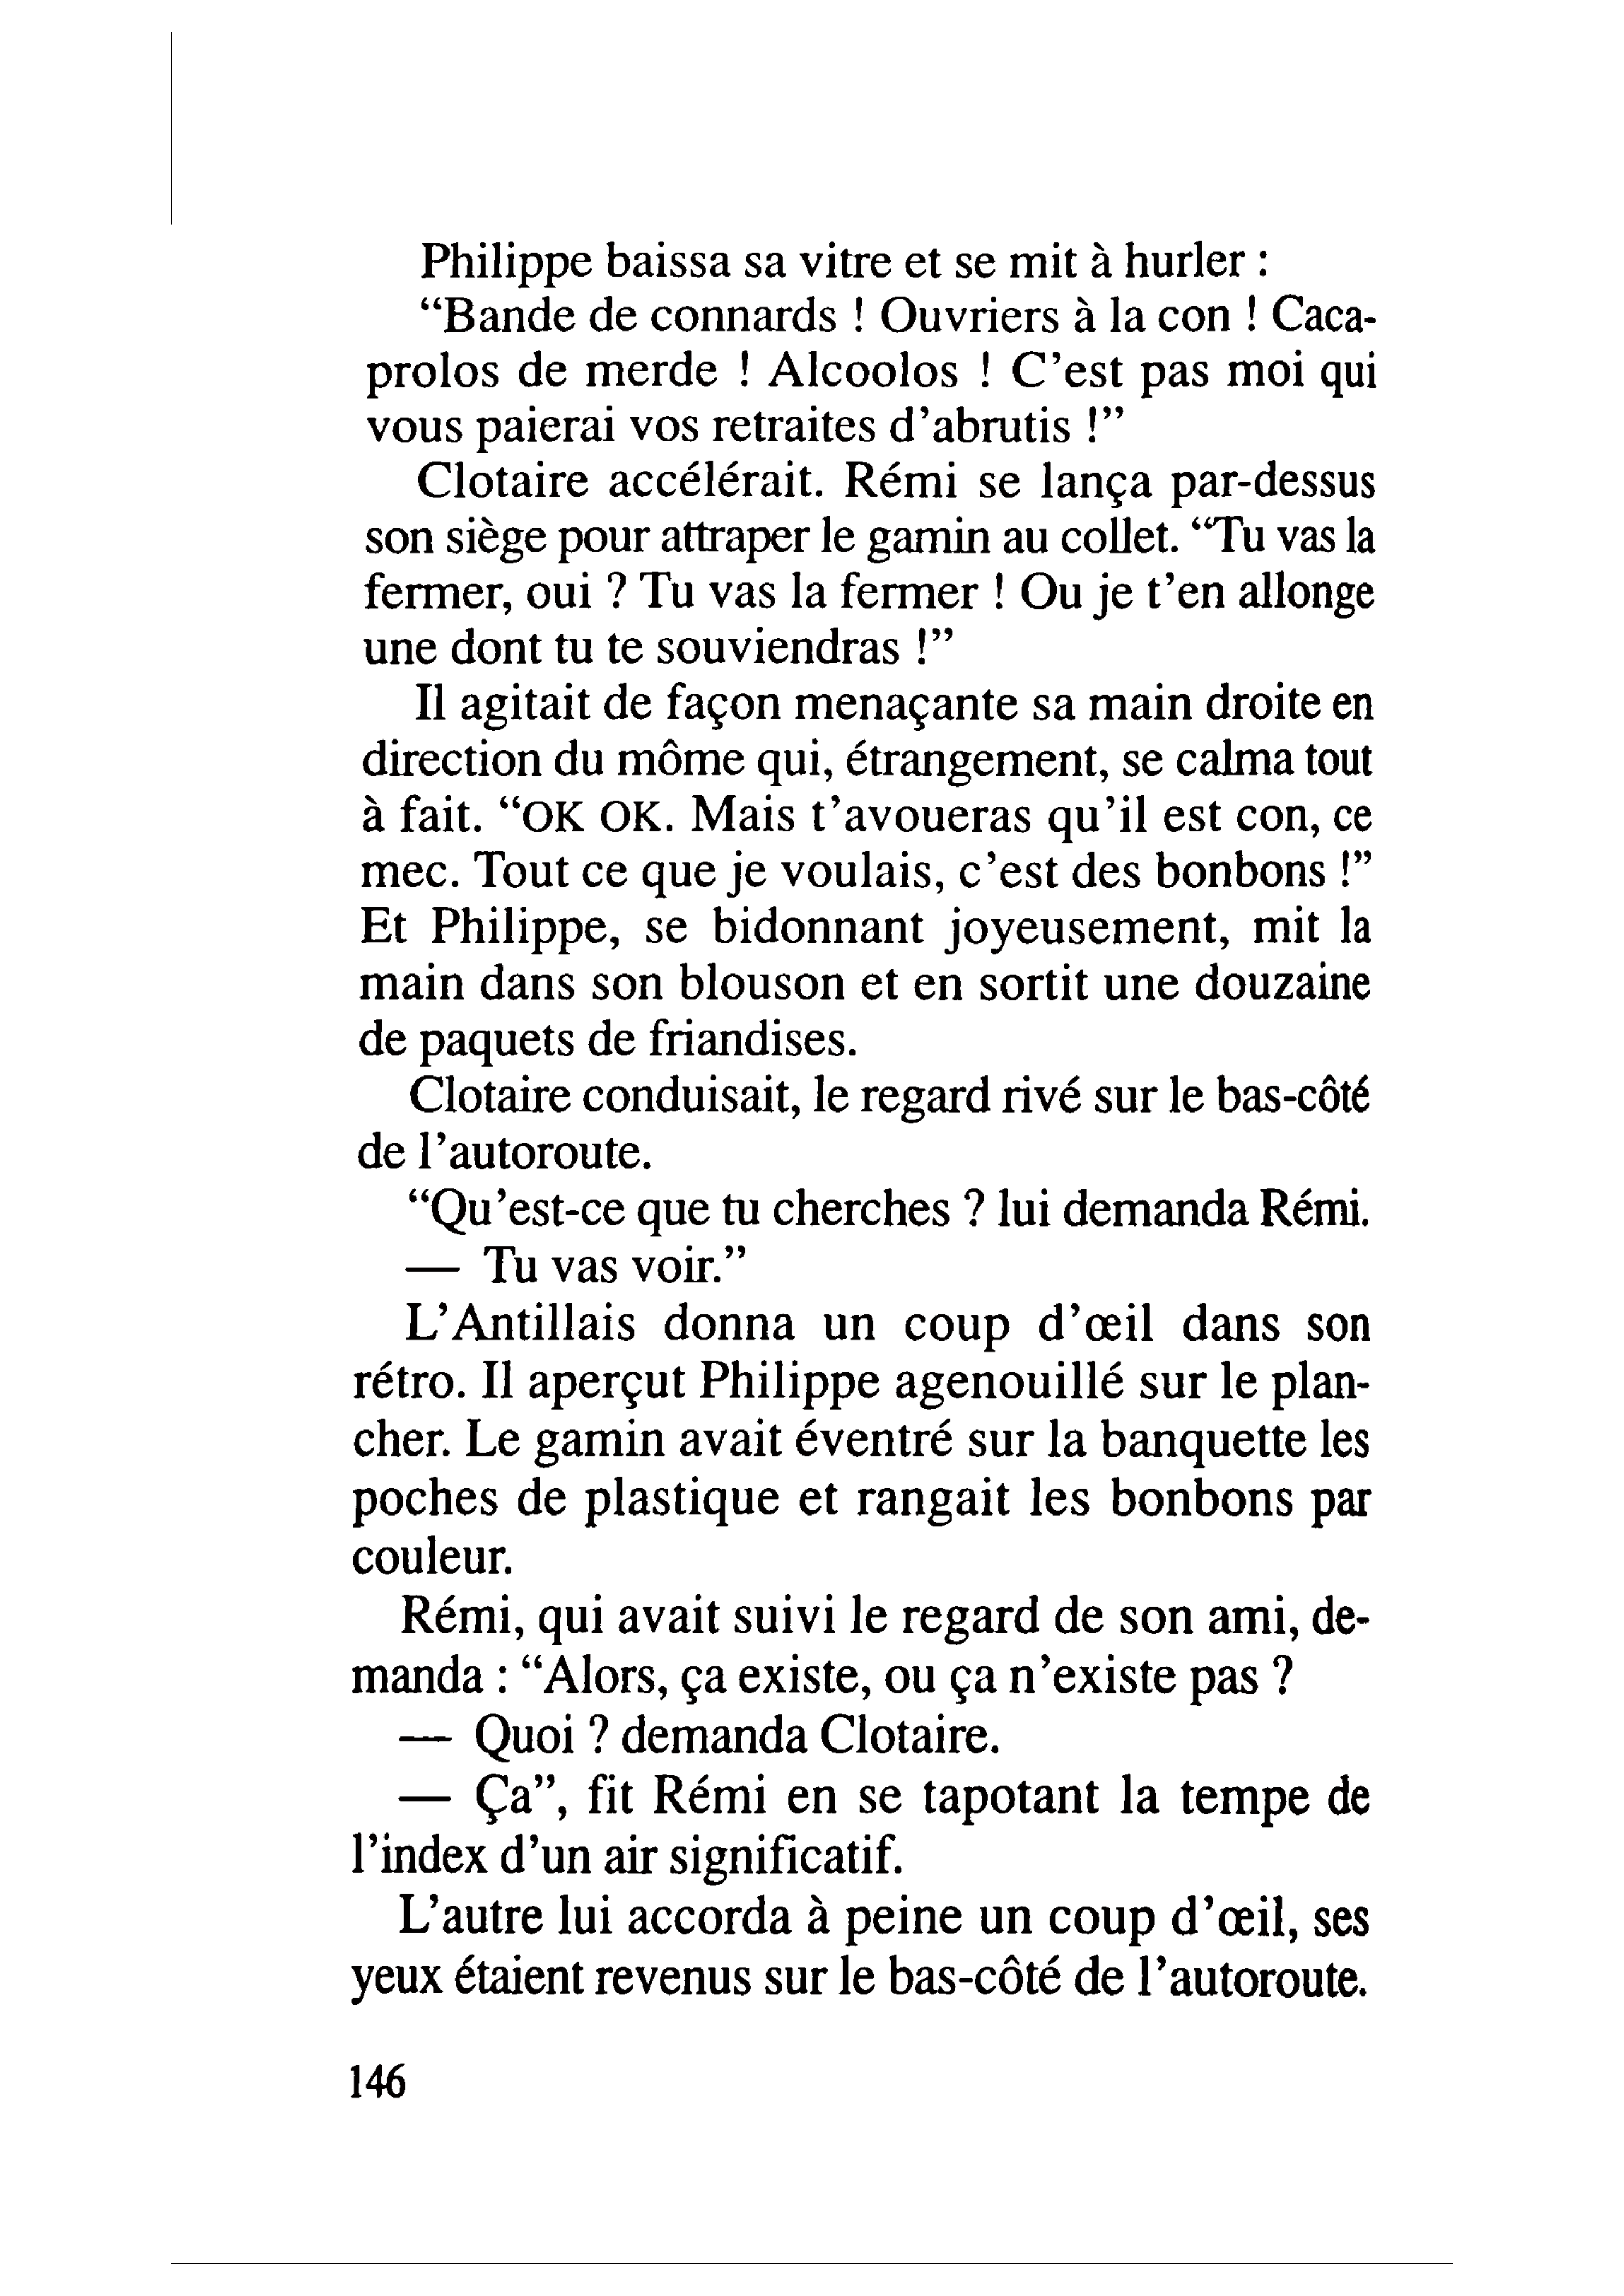 Philippe baissa sa vitre et se mit à hurler :
“Bande de connards ! Ouvriers à la con ! Caca-
prolos de merde ! Alcoolos ! C’est pas moi qui
vous paierai vos retraites d’abrutis !”
Clotaire accélérait. Rémi se lança par-dessus
son siège pour attraper le gamin au collet. “Tu vas la
fermer, oui ? Tu vas la fermer ! Ou je t’en allonge
une dont tu te souviendras !”
Il agitait de façon menaçante sa main droite en
direction du môme qui, étrangement, se calma tout
à fait. “OK OK. Mais t’avoueras qu’il est con, ce
mec. Tout ce que je voulais, c’est des bonbons !”
Et Philippe, se bidonnant joyeusement, mit la
main dans son blouson et en sortit une douzaine
de paquets de friandises.
Clotaire conduisait, le regard rivé sur le bas-côté
de l’autoroute.
“Qu’est-ce que tu cherches ? lui demanda Rémi.
— Tu vas voir.”
L’Antillais donna un coup d’œil dans son
rétro. Il aperçut Philippe agenouillé sur le plan-
cher. Le gamin avait éventré sur la banquette les
poches de plastique et rangait les bonbons par
couleur.
Rémi, qui avait suivi le regard de son ami, de-
manda : “Alors, ça existe, ou ça n’existe pas ?
— Quoi ? demanda Clotaire.
— Ça”, fit Rémi en se tapotant la tempe de
l’index d’un air significatif.
L’autre lui accorda à peine un coup d’œil, ses
yeux étaient revenus sur le bas-côté de l’autoroute.
146